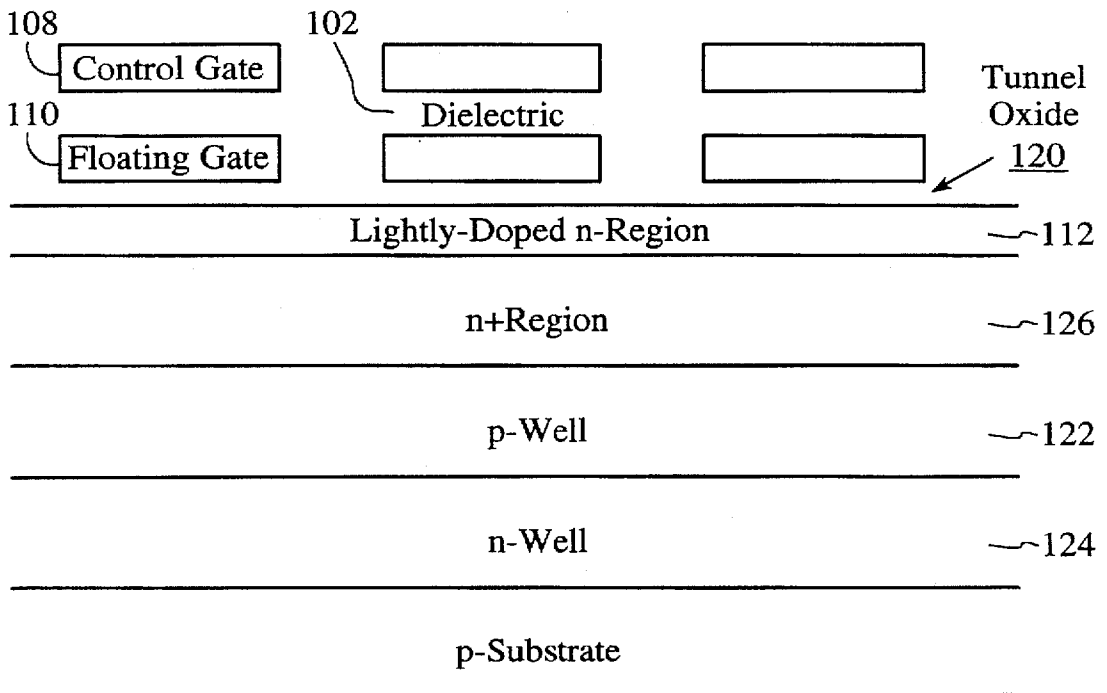 108
102
Control Gate
Tunnel
Oxide
120
110
Dielectric
Floating Gate
Lightly-Doped n-Region
112
n+Region
126
p-Well
122
n-Well
124
p-Substrate